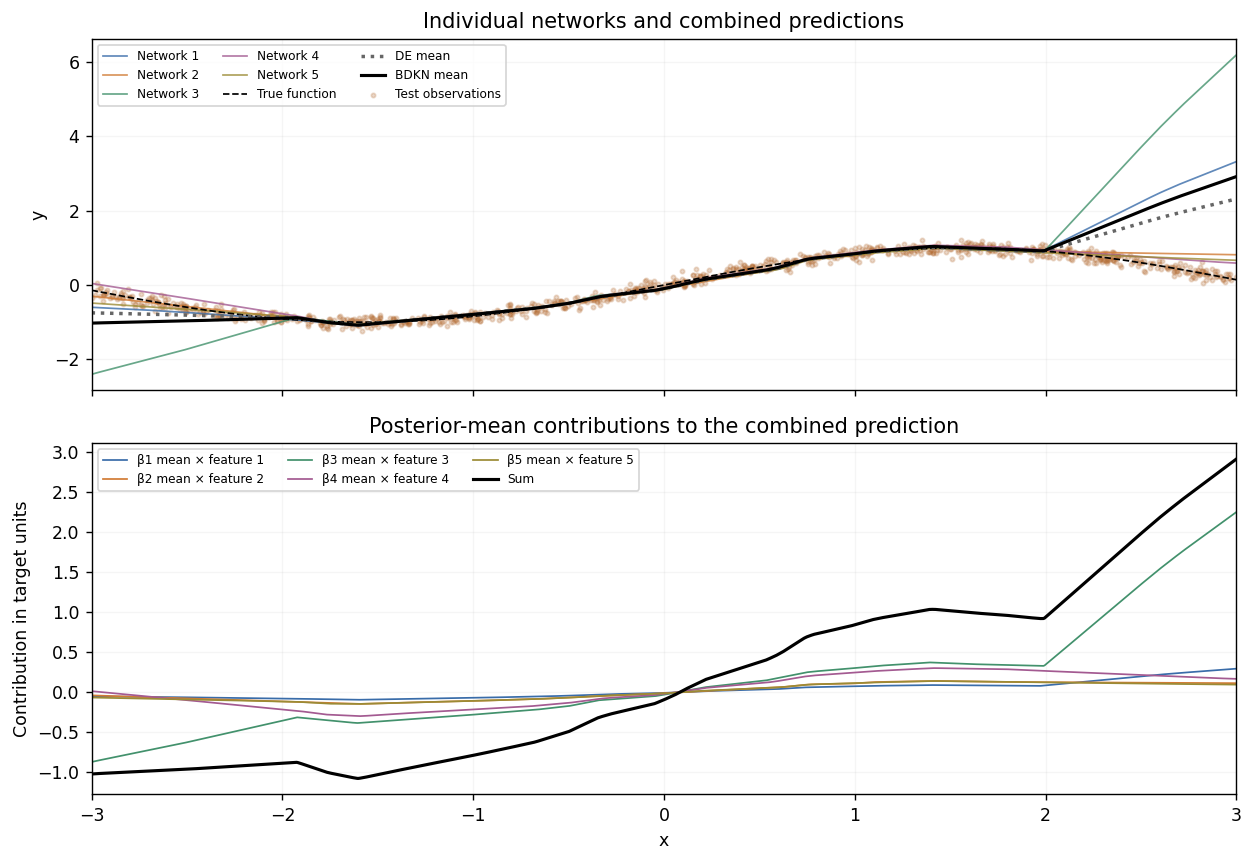 Individual networks and combined predictions
Network 1 Network 4 DE mean
Network 2 Network 5 BDKN mean
Network 3 True function Test observations
6
4
2
0
−2
y
Posterior-mean contributions to the combined prediction
β1 mean × feature 1 β3 mean × feature 3 β5 mean × feature 5
β2 mean × feature 2 β4 mean × feature 4 Sum
3.0
2.5
2.0
1.5
1.0
0.5
0.0
−0.5
−1.0
Contribution in target units
−3 −2 −1 0 1 2 3
x